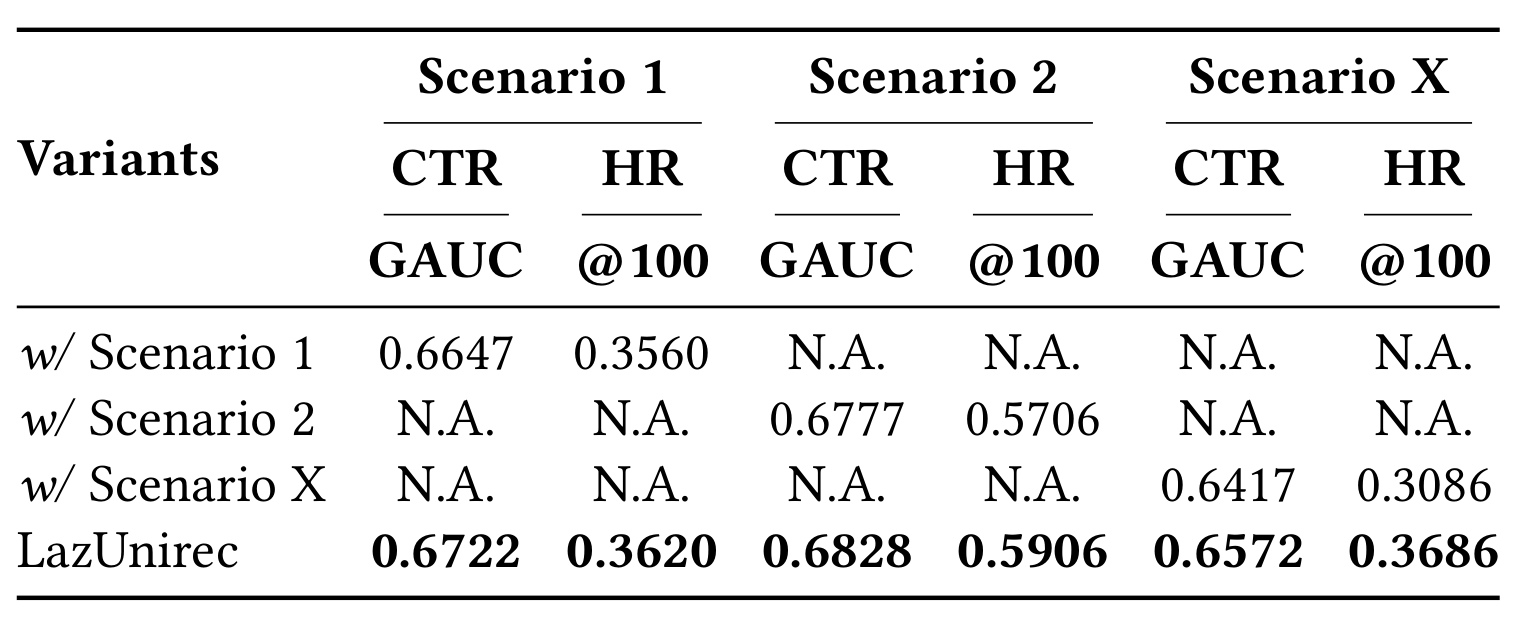 Scenario 1 Scenario 2 Scenario X
Variants
CTR HR CTR HR CTR HR
GAUC @100 GAUC @100 GAUC @100
w/ Scenario 1 0.6647 0.3560 N.A. N.A. N.A. N.A.
w/ Scenario 2 N.A. N.A. 0.6777 0.5706 N.A. N.A.
w/ Scenario X N.A. N.A. N.A. N.A. 0.6417 0.3086
LazUnirec 0.6722 0.3620 0.6828 0.5906 0.6572 0.3686